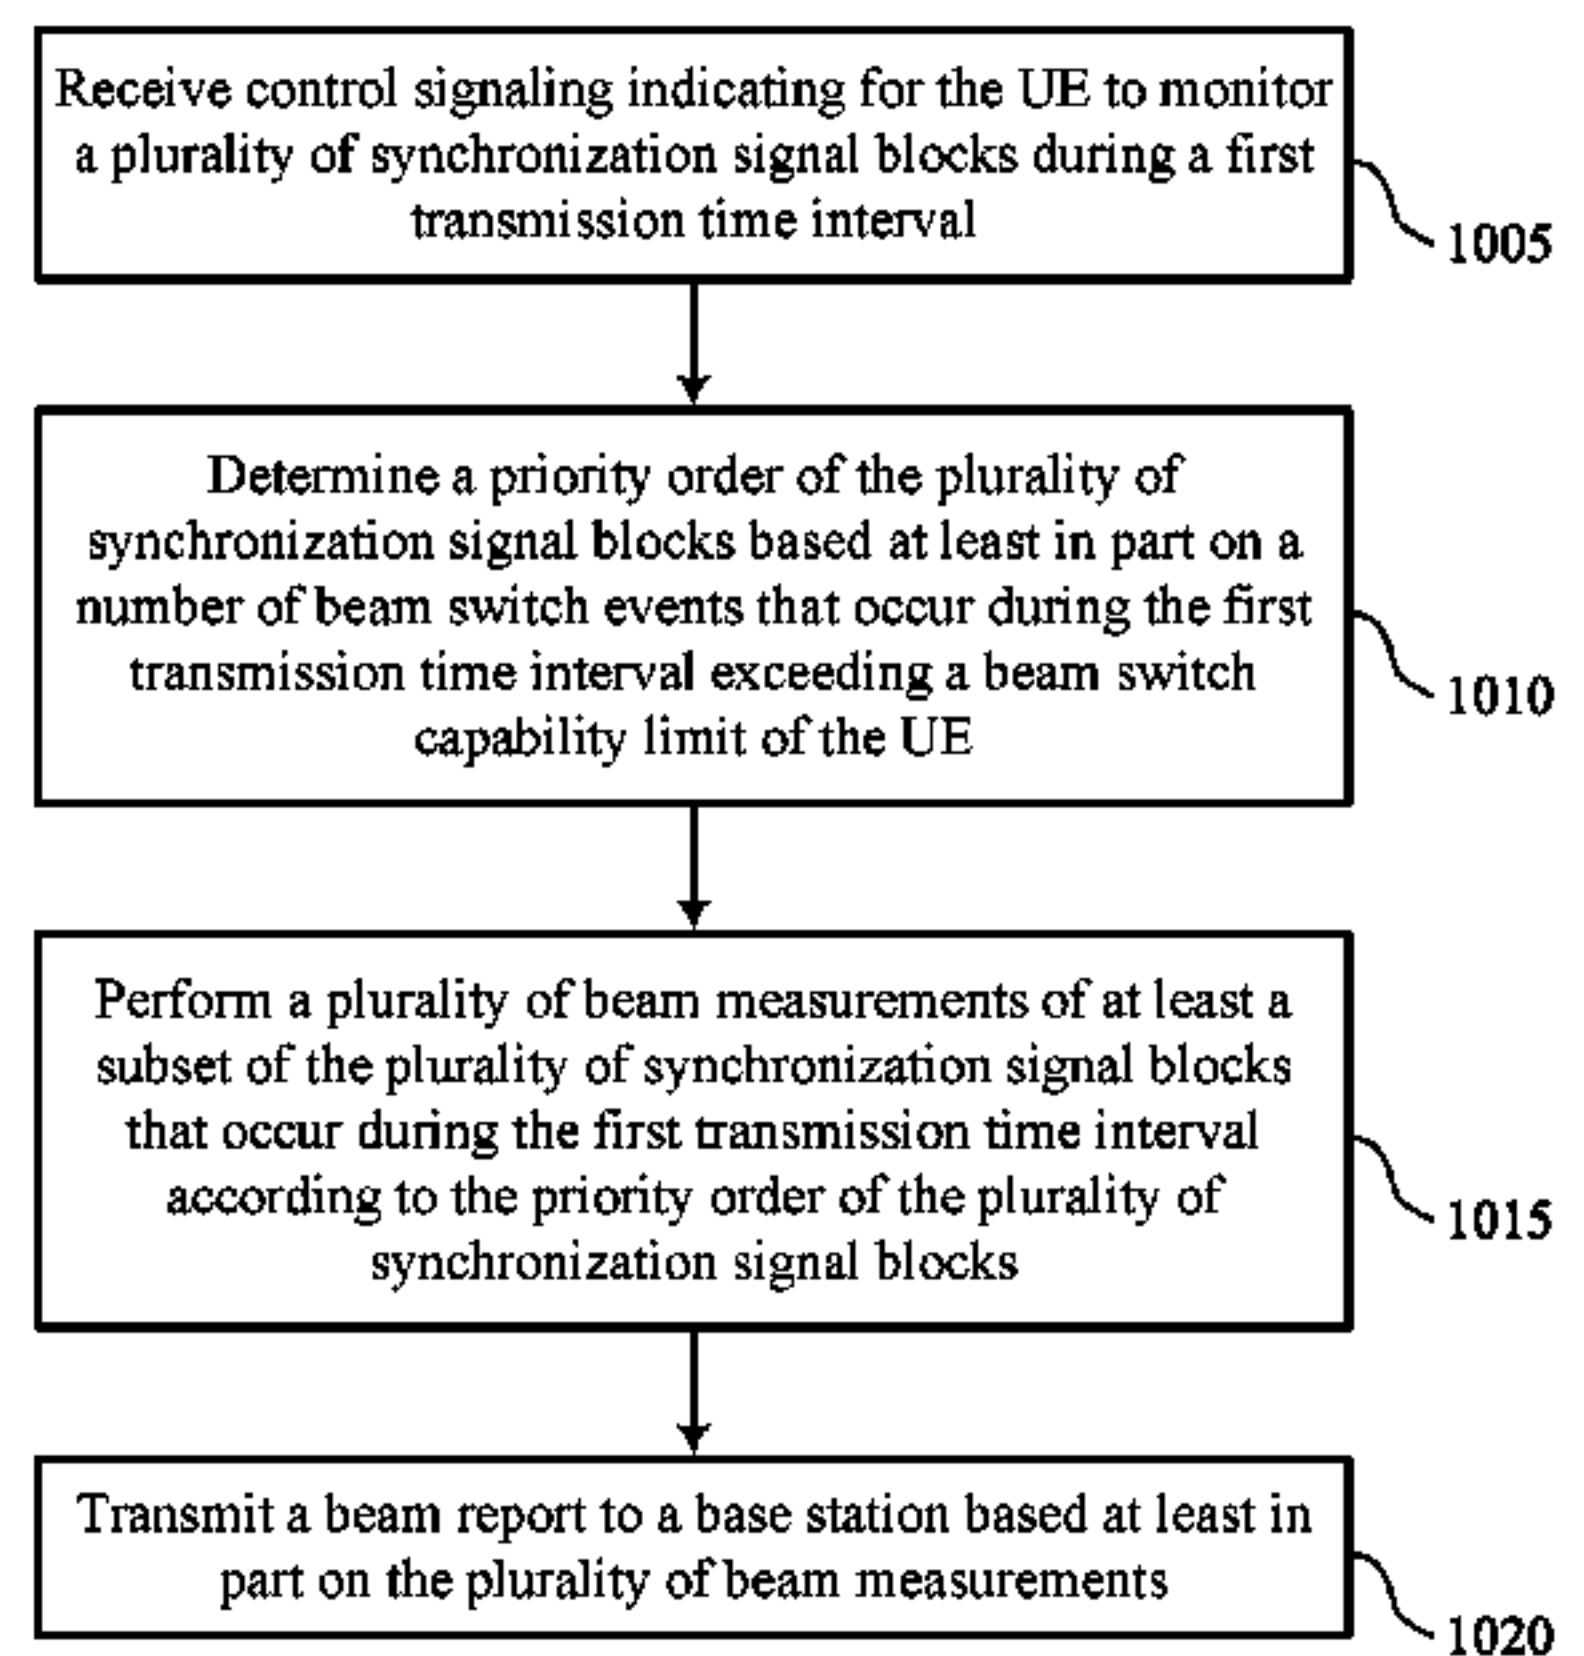 Receive control signaling indicating for the UE to monitor
a plurality of synchronization signal blocks during a first
transmission time interval
1005
Determine a priority order of the plurality of
synchronization signal blocks based at least in part on a
number of beam switch events that occur during the first
transmission time interval exceeding a beam switch
capability limit of the UE
1010
Perform a plurality of beam measurements of at least a
subset of the plurality of synchronization signal blocks
that occur during the first transmission time interval
according to the priority order of the plurality of
synchronization signal blocks
1015
Transmit a beam report to a base station based at least in
part on the plurality of beam measurements
1020